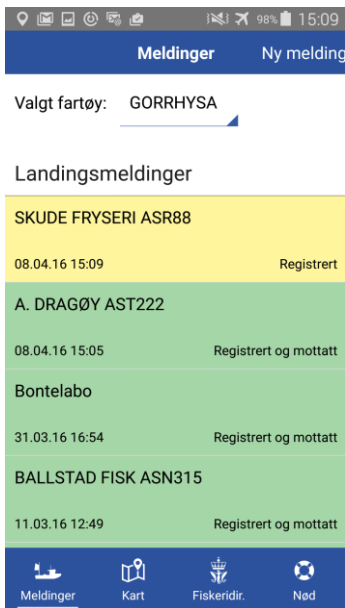 98% 15:09
Meldinger Ny melding
Valgt fartøy: GORRHYSA
Landingsmeldinger
SKUDE FRYSERI ASR88
08.04.16 15:09 Registrert
A. DRAGØY AST222
08.04.16 15:05 Registrert og mottatt
Bontelabo
31.03.16 16:54 Registrert og mottatt
BALLSTAD FISK ASN315
11.03.16 12:49 Registrert og mottatt
Meldinger Kart Fiskeridir. Nød